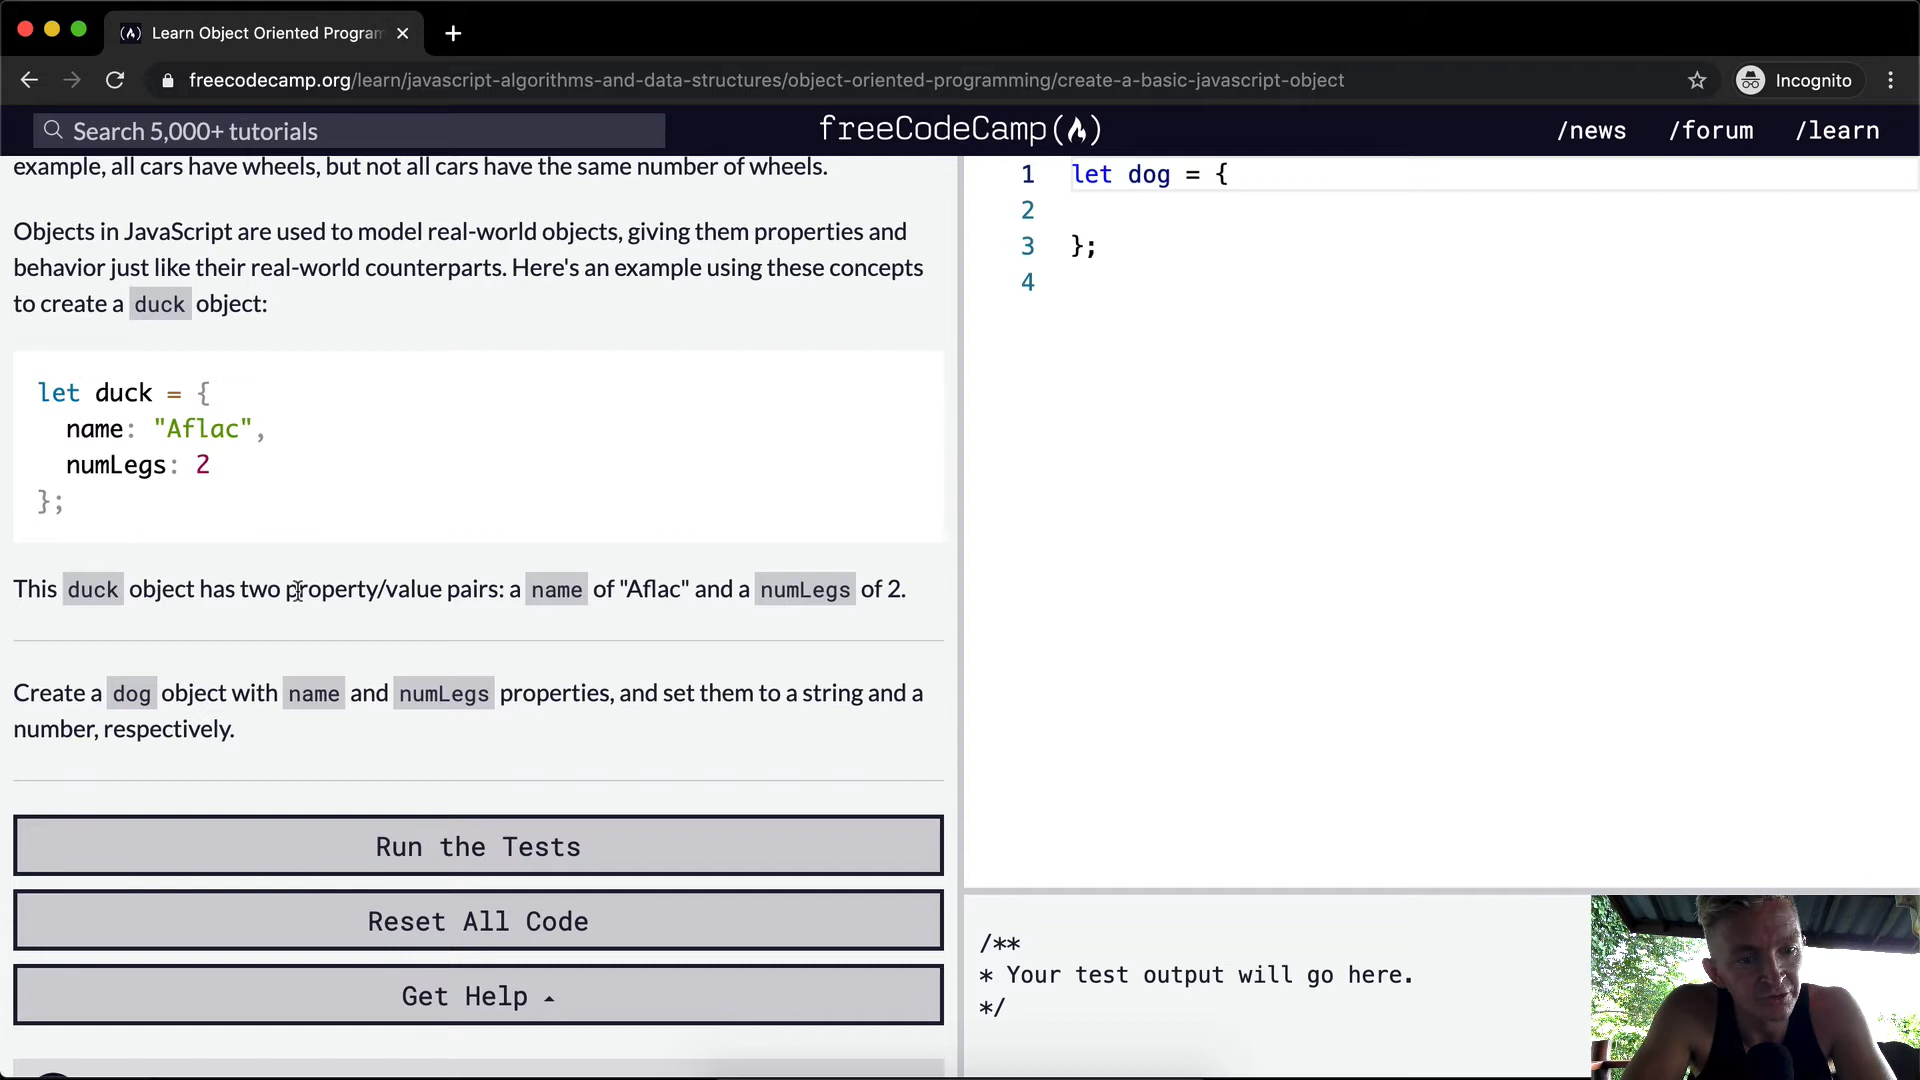 Learn Object Oriented Program
freecodecamp.org/learn/javascript-algorithms-and-data-structures/object-oriented-programming/create-a-basic-javascript-object
Incognito
Search 5,000+ tutorials
freeCodeCamp
/news
/forum
/learn
example, all cars have wheels, but not all cars have the same number of wheels.
Objects in JavaScript are used to model real-world objects, giving them properties and
behavior just like their real-world counterparts. Here's an example using these concepts
to create a duck object:
let duck = {
name: "Aflac",
numLegs: 2
};
This duck object has two property/value pairs: a name of "Aflac" and a numLegs of 2.
Create a dog object with name and numLegs properties, and set them to a string and a
number, respectively.
Run the Tests
Reset All Code
Get Help
1 let dog = {
2
3 };
4
/**
* Your test output will go here.
*/